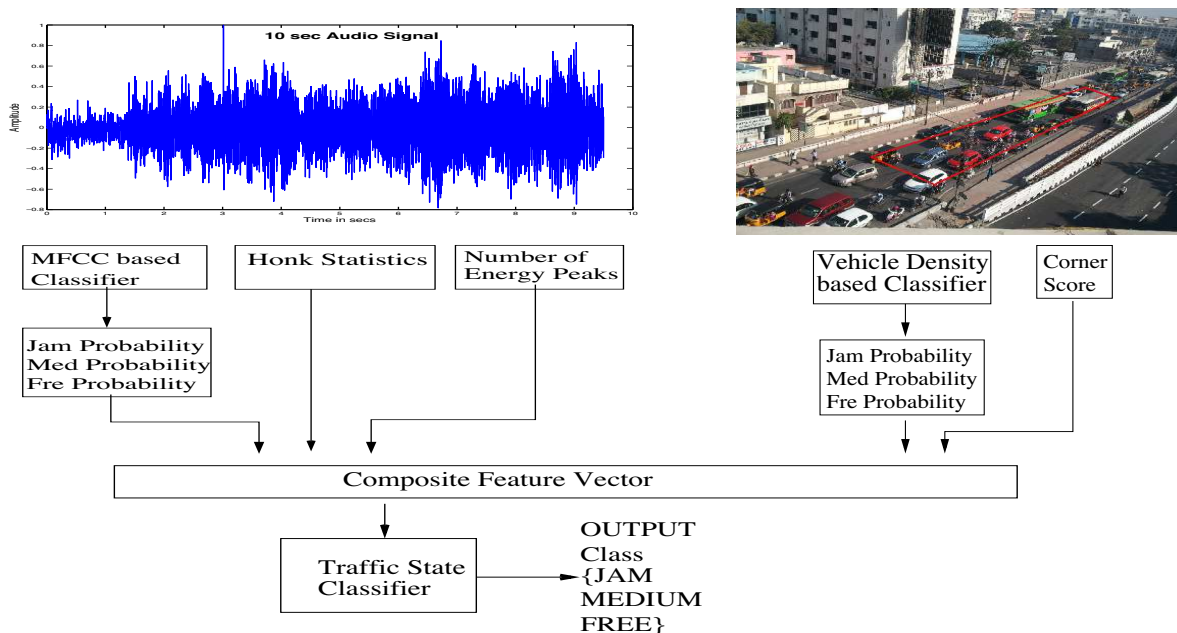 10 sec Audio Signal
Amplitude
1
0.8
0.6
0.4
0.2
0
-0.2
-0.4
-0.6
-0.8
0 1 2 3 4 5 6 7 8 9 10
Time in secs
MFCC based
Classifier
Honk Statistics
Number of
Energy Peaks
Vehicle Density
based Classifier
Corner
Score
Jam Probability
Med Probability
Fre Probability
Jam Probability
Med Probability
Fre Probability
Composite Feature Vector
Traffic State
Classifier
OUTPUT
Class
{JAM
MEDIUM
FREE}